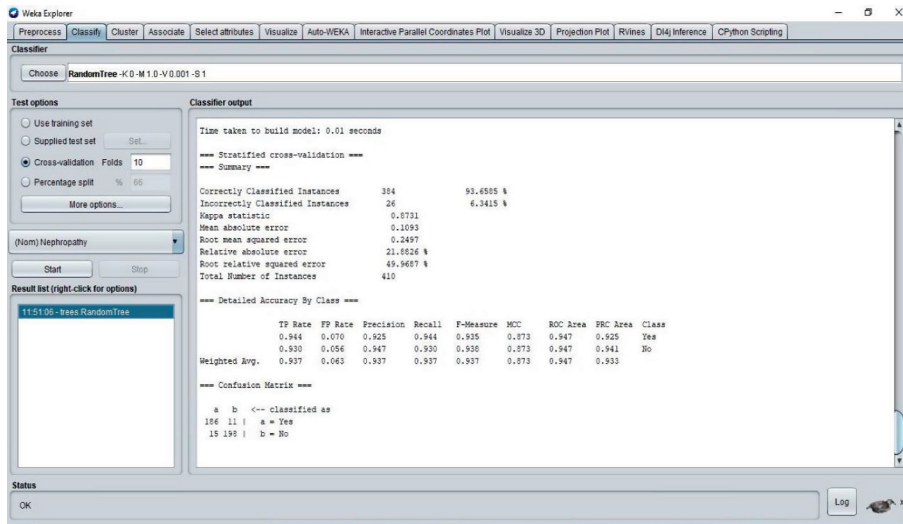 Weka Explorer
Preprocess Classify Cluster Associate Select attributes Visualize Auto-WEKA Interactive Parallel Coordinates Plot Visualize 3D Projection Plot RVines Dl4j Inference CPython Scripting
Classifier
Choose RandomTree -K 0 -M 1.0 -V 0.001 -S 1
Test options
Use training set
Supplied test set Set...
Cross-validation Folds 10
Percentage split % 66
More options...
(Nom) Nephropathy
Start Stop
Result list (right-click for options)
11:51:06 - trees.RandomTree
Classifier output
Time taken to build model: 0.01 seconds
=== Stratified cross-validation ===
=== Summary ===
Correctly Classified Instances 384 93.6585 %
Incorrectly Classified Instances 26 6.3415 %
Kappa statistic 0.8731
Mean absolute error 0.1093
Root mean squared error 0.2497
Relative absolute error 21.8826 %
Root relative squared error 49.9687 %
Total Number of Instances 410
=== Detailed Accuracy By Class ===
TP Rate FP Rate Precision Recall F-Measure MCC ROC Area PRC Area Class
0.944 0.070 0.925 0.944 0.935 0.873 0.947 0.925 Yes
0.930 0.056 0.947 0.930 0.938 0.873 0.947 0.941 No
Weighted Avg. 0.937 0.063 0.937 0.937 0.937 0.873 0.947 0.933
=== Confusion Matrix ===
a b <-- classified as
186 11 | a = Yes
15 198 | b = No
Status
OK
Log